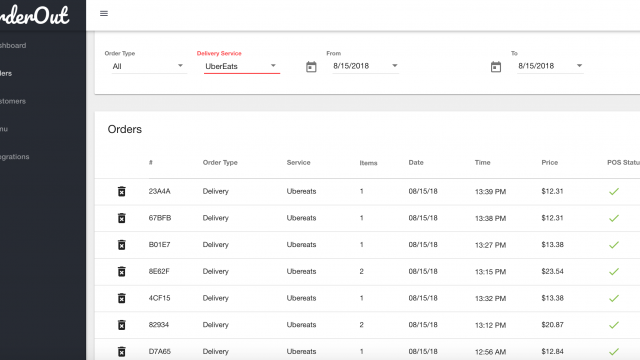 rderOut
shboard
Order Type Delivery Service From To
All UberEats 8/15/2018 8/15/2018
ers
stomers
nu
egrations
Orders
# Order Type Service Items Date Time Price POS Statu
23A4A Delivery Ubereats 1 08/15/18 13:39 PM $12.31
67BFB Delivery Ubereats 1 08/15/18 13:38 PM $12.31
B01E7 Delivery Ubereats 1 08/15/18 13:27 PM $13.38
8E62F Delivery Ubereats 2 08/15/18 13:15 PM $23.54
4CF15 Delivery Ubereats 1 08/15/18 13:32 PM $13.38
82934 Delivery Ubereats 2 08/15/18 13:12 PM $20.87
D7A65 Delivery Ubereats 1 08/15/18 12:56 AM $12.84